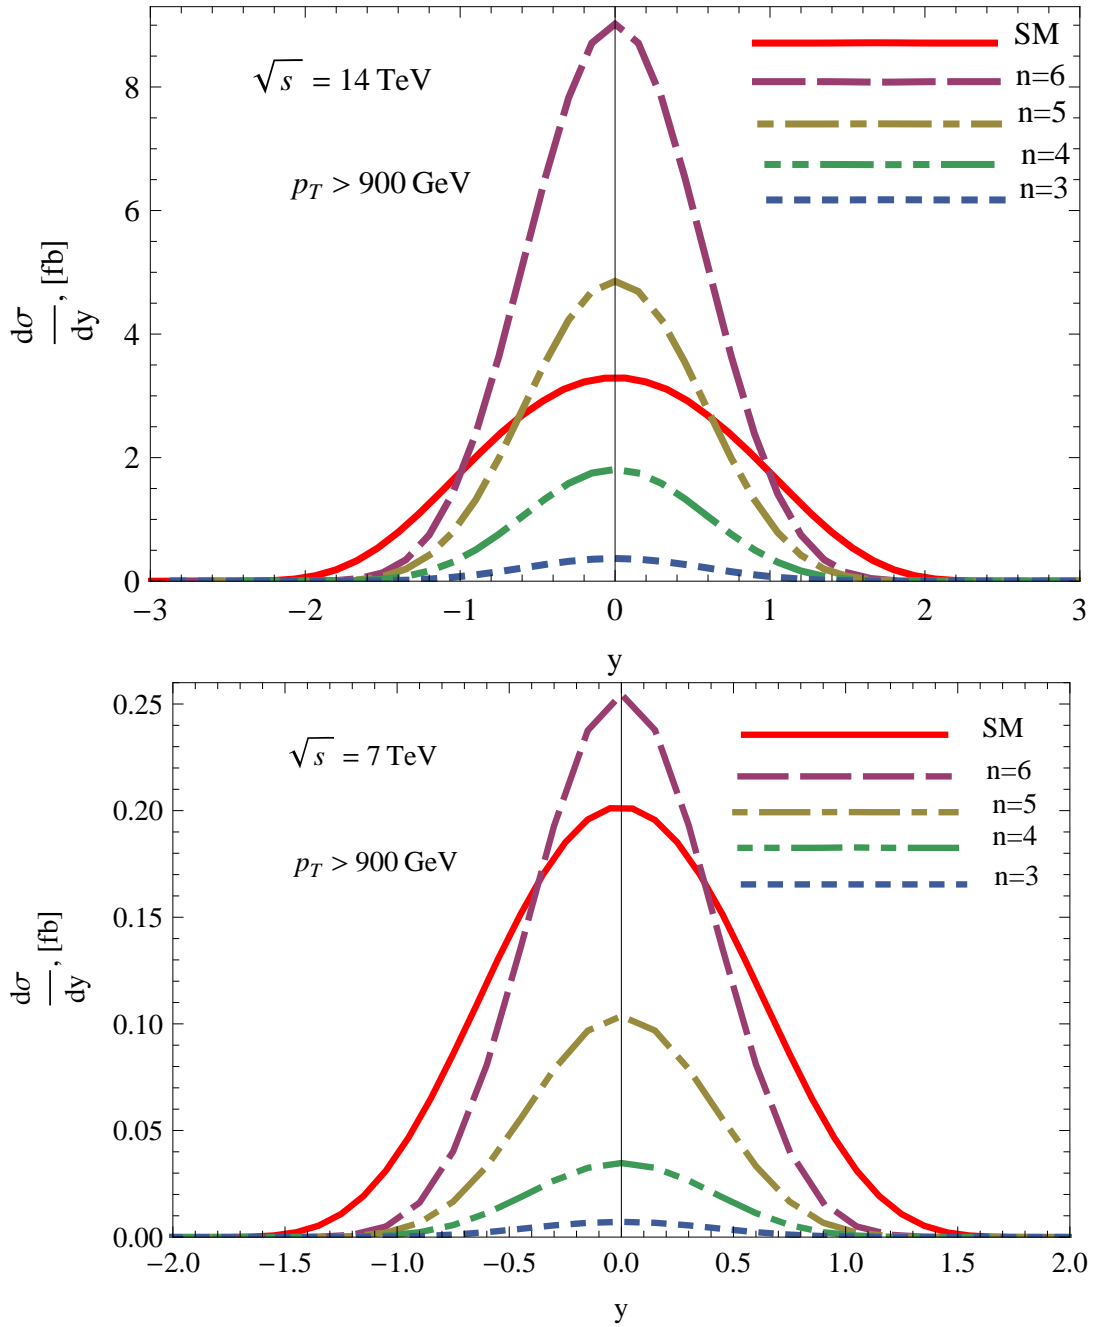 SM
√s = 14 TeV
n=6
n=5
p_T > 900 GeV
n=4
n=3
8
6
4
2
0
dσ/dy, [fb]
−3 −2 −1 0 1 2 3
y
0.25
SM
√s = 7 TeV
n=6
n=5
0.20
n=4
p_T > 900 GeV
n=3
0.15
0.10
0.05
0.00
dσ/dy, [fb]
−2.0 −1.5 −1.0 −0.5 0.0 0.5 1.0 1.5 2.0
y